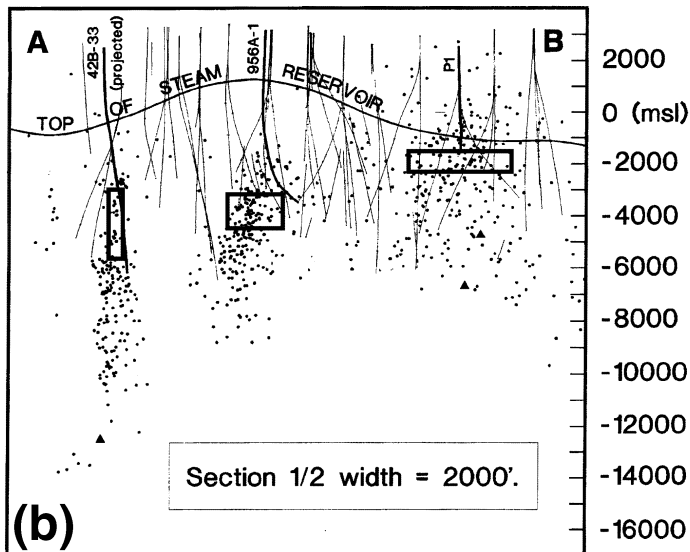 A
42B-33
(projected)
956A-1
P1
B
TOP OF STEAM RESERVOIR
2000
0 (msl)
-2000
-4000
-6000
-8000
-10000
-12000
-14000
-16000
Section 1/2 width = 2000'.
(b)